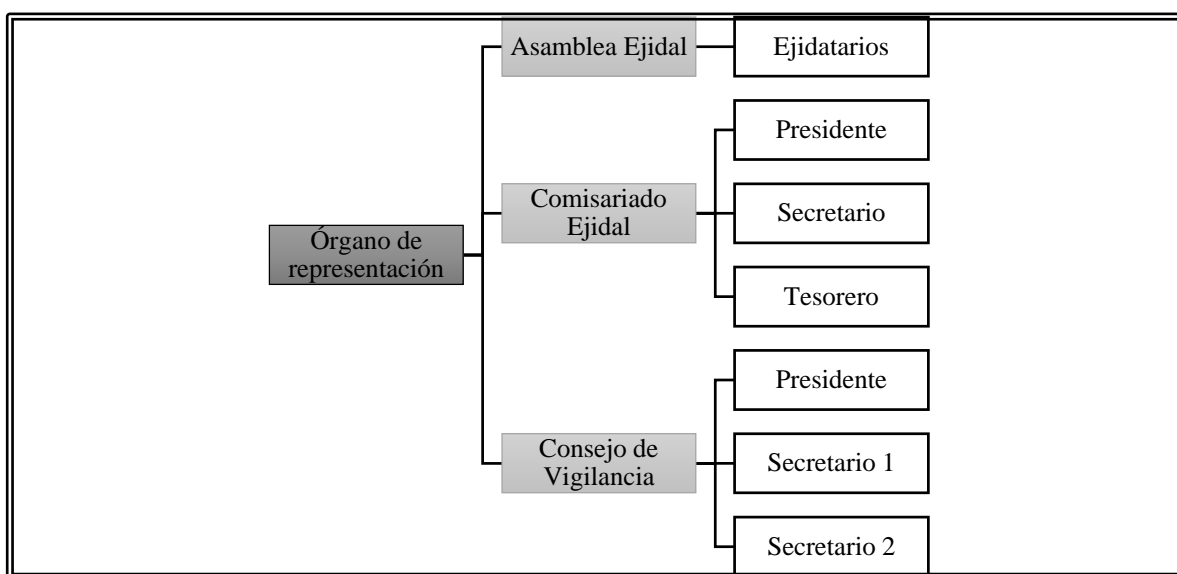 Asamblea Ejidal
Ejidatarios
Presidente
Comisariado
Ejidal
Secretario
Órgano de
representación
Tesorero
Presidente
Consejo de
Vigilancia
Secretario 1
Secretario 2